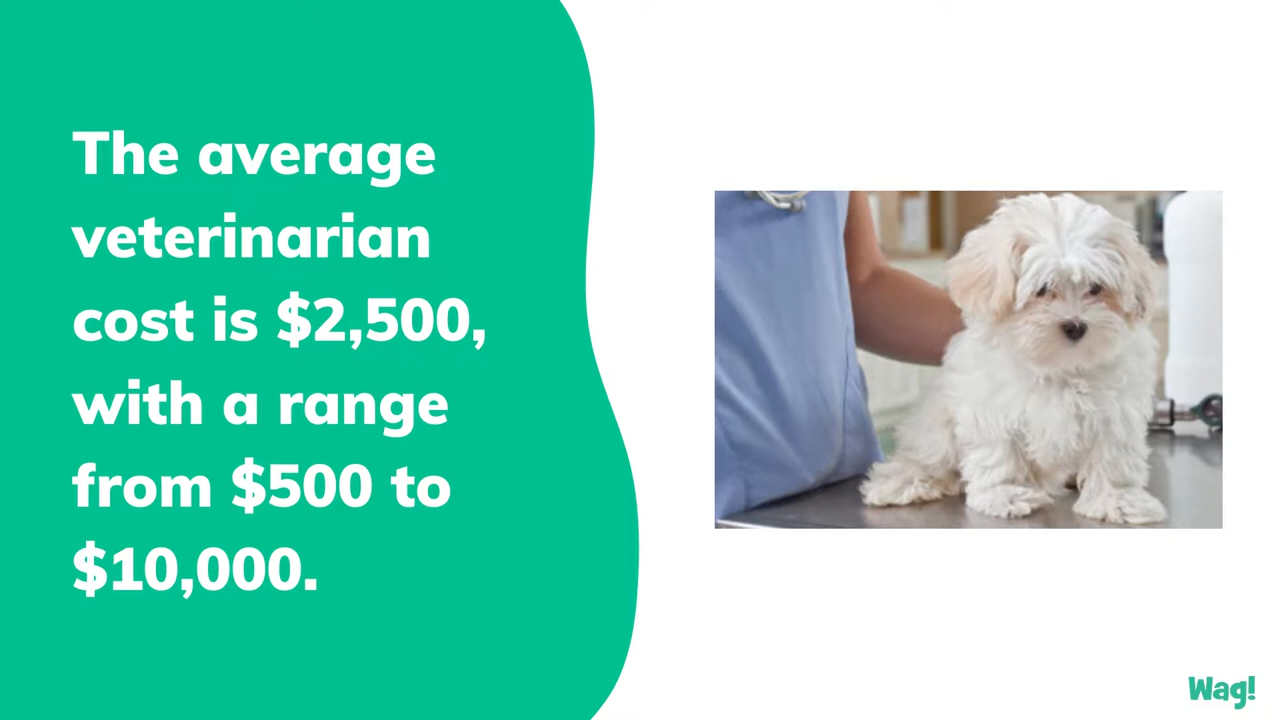 The average
veterinarian
cost is $2,500,
with a range
from $500 to
$10,000.
Wag!